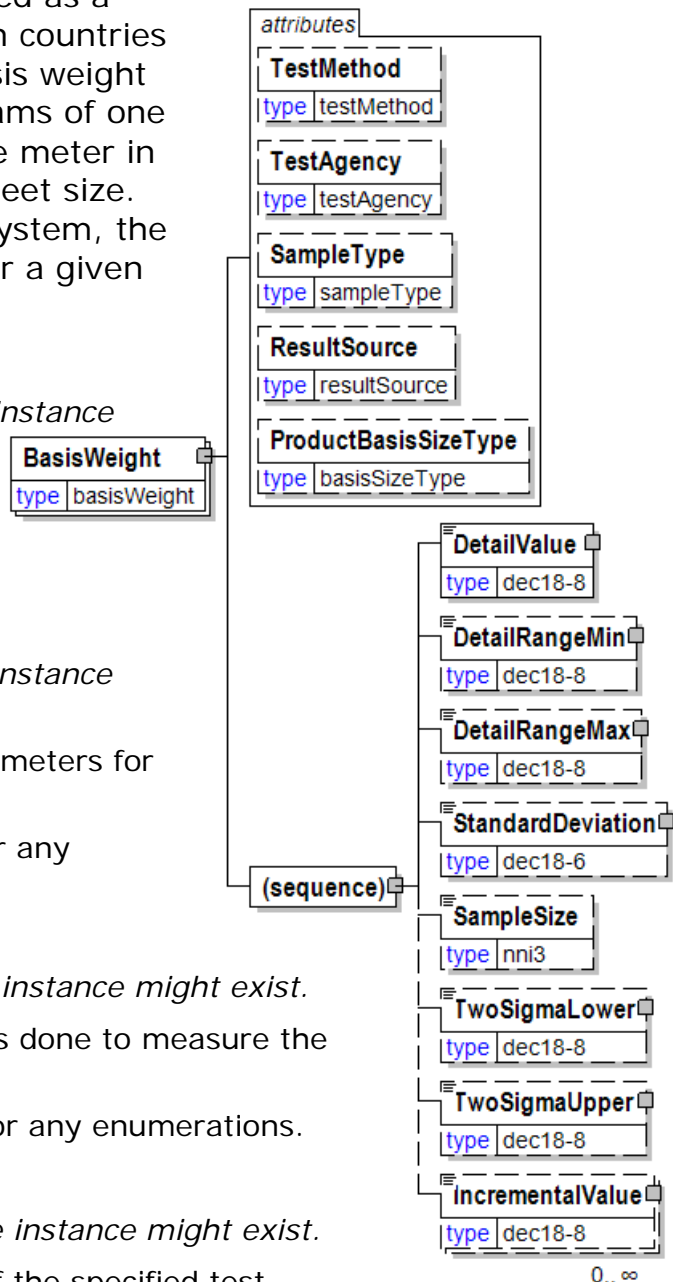 ed as a
n countries
sis weight
ams of one
e meter in
eet size.
ystem, the
r a given
instance
nstance
meters for
r any
instance might exist.
s done to measure the
or any enumerations.
e instance might exist.
f the specified test
attributes
TestMethod
type testMethod
TestAgency
type testAgency
SampleType
type sampleType
ResultSource
type resultSource
ProductBasisSizeType
type basisSizeType
BasisWeight
type basisWeight
(sequence)
DetailValue
type dec18-8
DetailRangeMin
type dec18-8
DetailRangeMax
type dec18-8
StandardDeviation
type dec18-6
SampleSize
type nni3
TwoSigmaLower
type dec18-8
TwoSigmaUpper
type dec18-8
IncrementalValue
type dec18-8
0..∞